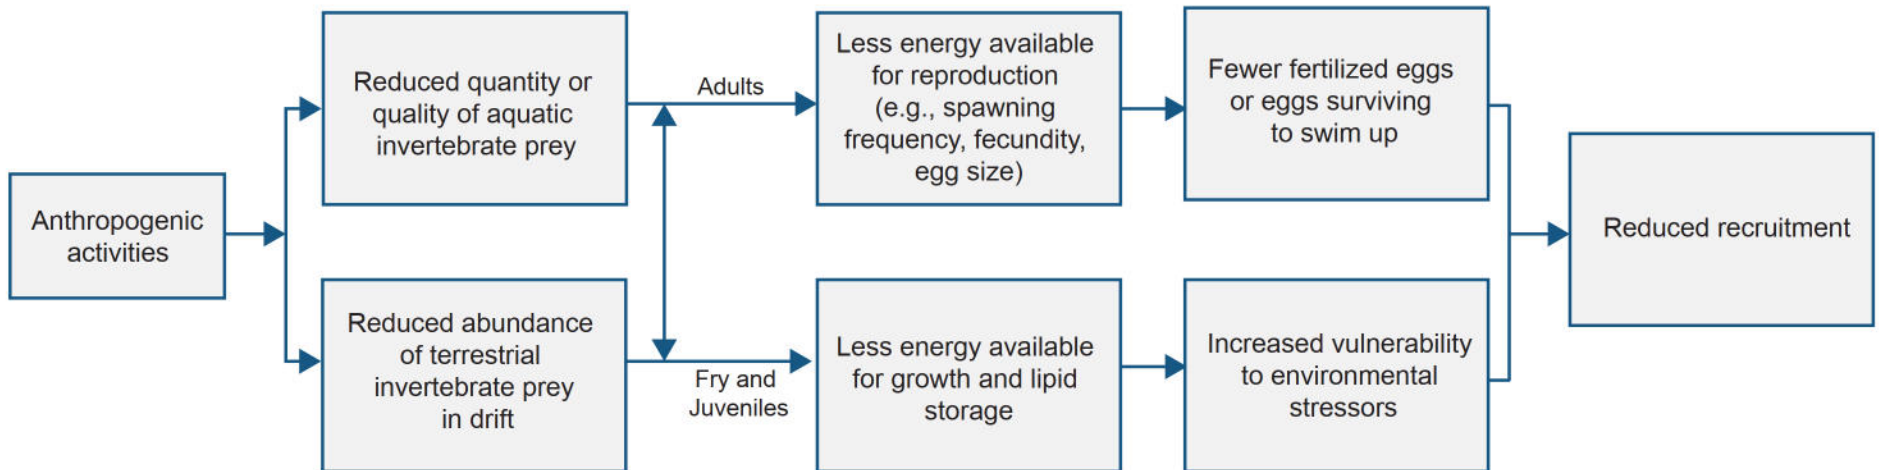 Anthropogenic
activities
Reduced quantity or
quality of aquatic
invertebrate prey
Reduced abundance
of terrestrial
invertebrate prey
in drift
Adults
Fry and
Juveniles
Less energy available
for reproduction
(e.g., spawning
frequency, fecundity,
egg size)
Less energy available
for growth and lipid
storage
Fewer fertilized eggs
or eggs surviving
to swim up
Increased vulnerability
to environmental
stressors
Reduced recruitment